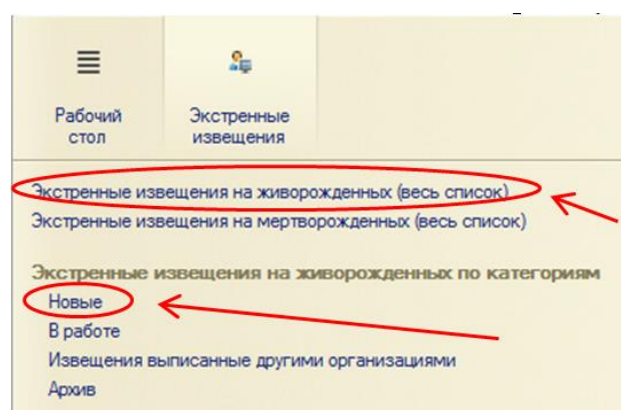 Рабочий
стол
Экстренные
извещения
Экстренные извещения на живорожденных (весь список)
Экстренные извещения на мертворожденных (весь список)
Экстренные извещения на живорожденных по категориям
Новые
В работе
Извещения выписанные другими организациями
Архив